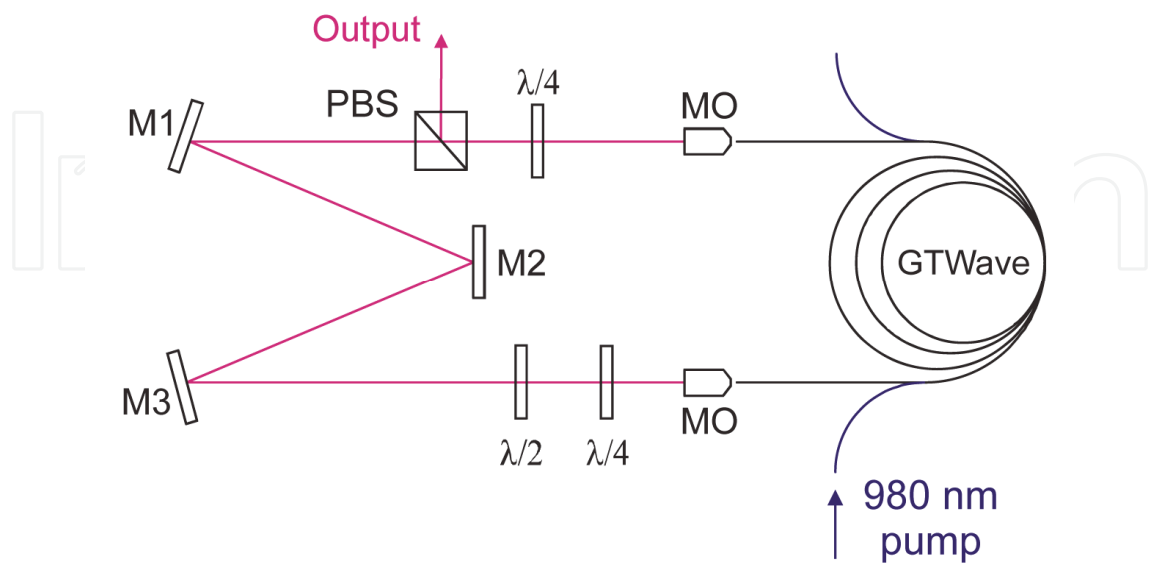 Output
λ/4
PBS
MO
M1
M2
GTWave
M3
MO
λ/2
λ/4
980 nm
pump